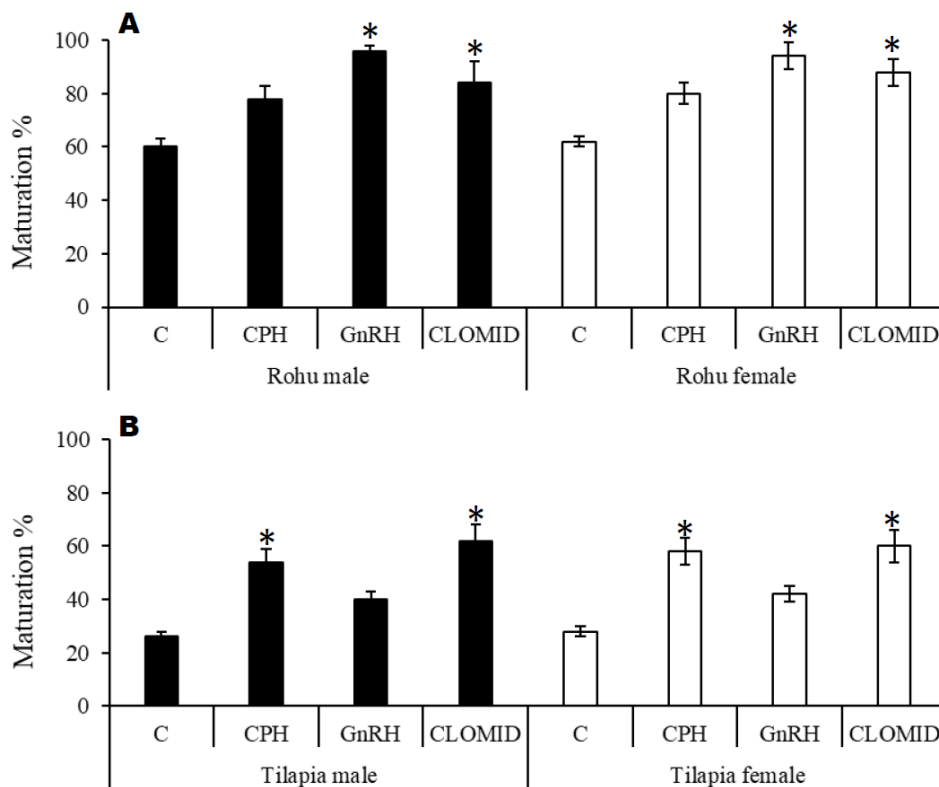 A
100
80
60
40
20
0
Maturation %
* * * *
C CPH GnRH CLOMID C CPH GnRH CLOMID
Rohu male Rohu female
B
100
80
60
40
20
0
Maturation %
* * * *
C CPH GnRH CLOMID C CPH GnRH CLOMID
Tilapia male Tilapia female